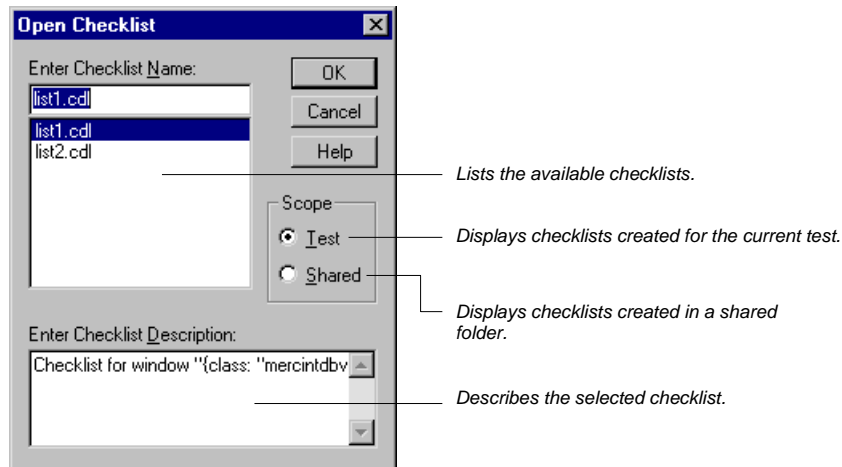 Open Checklist
Enter Checklist Name:
list1.cdl
list1.cdl
list2.cdl
OK
Cancel
Help
Scope
Test
Shared
Enter Checklist Description:
Checklist for window "{class: "mercintdbv
Lists the available checklists.
Displays checklists created for the current test.
Displays checklists created in a shared
folder.
Describes the selected checklist.